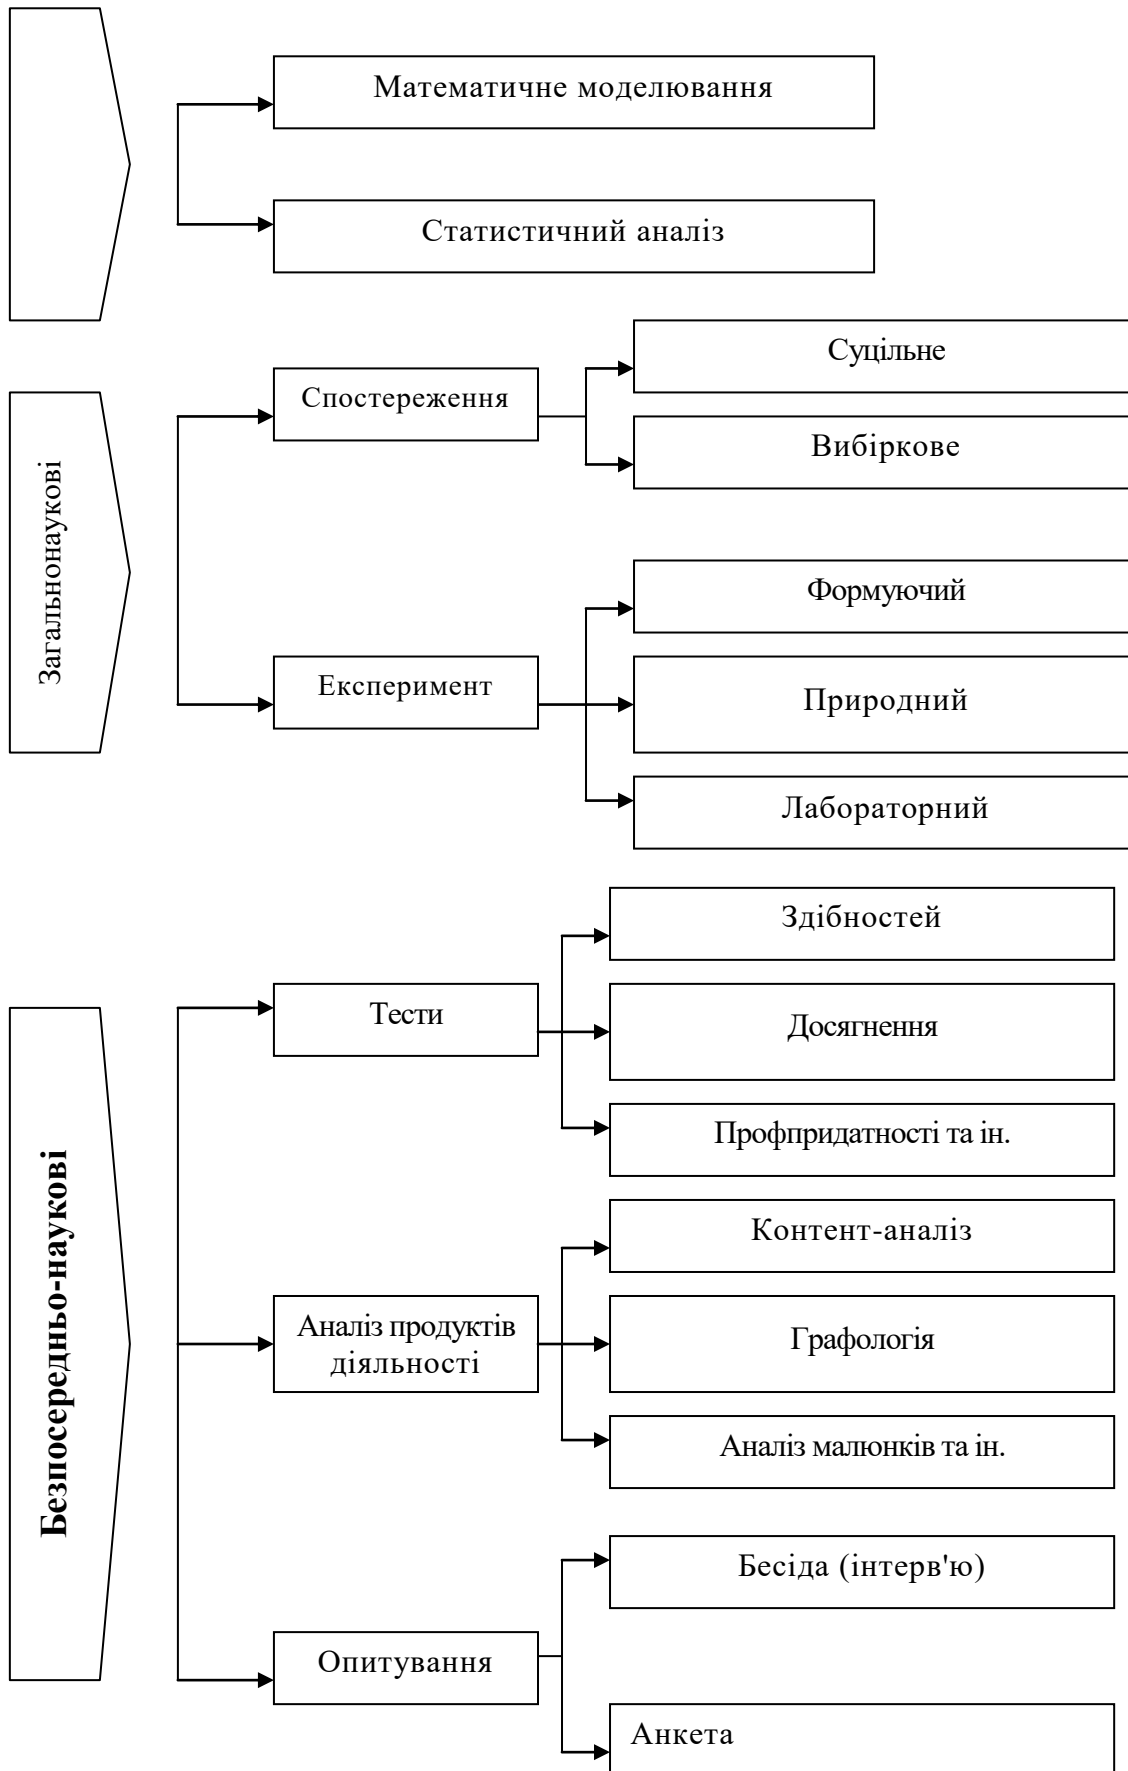 Математичне моделювання
Статистичний аналіз
Загальнонаукові
Спостереження
Суцільне
Вибіркове
Експеримент
Формуючий
Природний
Лабораторний
Безпосередньо-наукові
Тести
Здібностей
Досягнення
Профпридатності та ін.
Аналіз продуктів
діяльності
Контент-аналіз
Графологія
Аналіз малюнків та ін.
Опитування
Бесіда (інтерв'ю)
Анкета